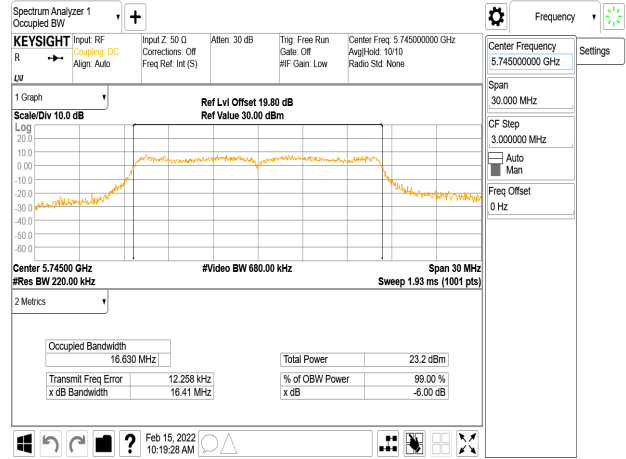 Spectrum Analyzer 1
Occupied BW
Frequency
KEYSIGHT
R
Input: RF
Coupling: DC
Align: Auto
Input Z: 50 Ω
Corrections: Off
Freq Ref: Int (S)
Atten: 30 dB
Trig: Free Run
Gate: Off
#IF Gain: Low
Center Freq: 5.745000000 GHz
Avg|Hold: 10/10
Radio Std: None
Center Frequency
5.745000000 GHz
Settings
Span
30.000 MHz
CF Step
3.000000 MHz
Auto
Man
Freq Offset
0 Hz
1 Graph
Scale/Div 10.0 dB
Ref Lvl Offset 19.80 dB
Ref Value 30.00 dBm
Log
20.0
10.0
0.00
-10.0
-20.0
-30.0
-40.0
-50.0
-60.0
Center 5.74500 GHz
#Video BW 680.00 kHz
Span 30 MHz
#Res BW 220.00 kHz
Sweep 1.93 ms (1001 pts)
2 Metrics
Occupied Bandwidth
16.630 MHz
Total Power 23.2 dBm
Transmit Freq Error 12.258 kHz
% of OBW Power 99.00 %
x dB Bandwidth 16.41 MHz
x dB -6.00 dB
?
Feb 15, 2022
10:19:28 AM